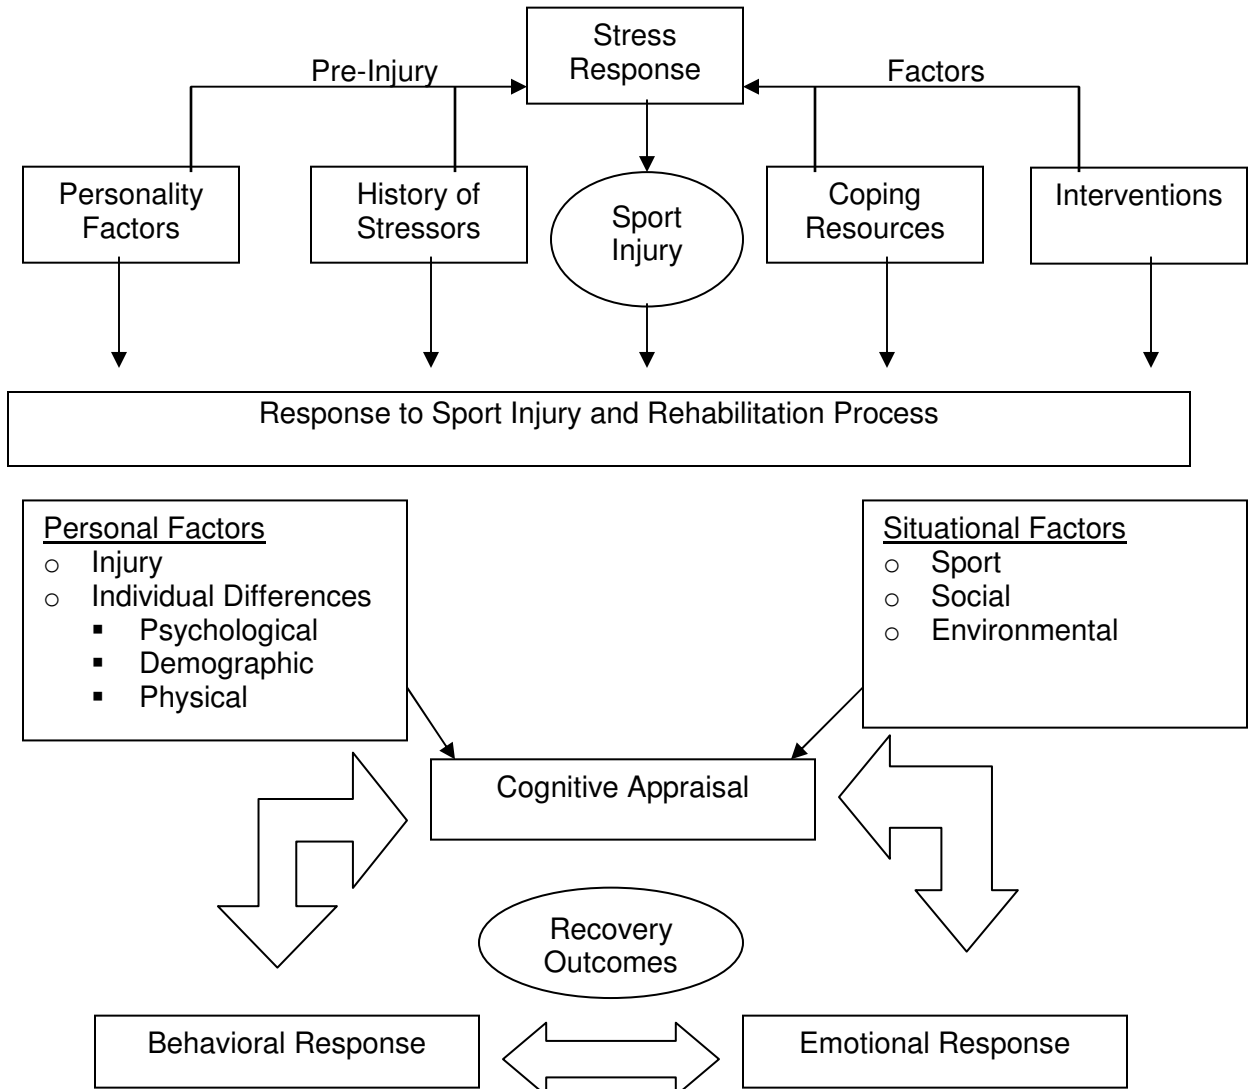 Stress
Response
Pre-Injury
Factors
Personality
Factors
History of
Stressors
Sport
Injury
Coping
Resources
Interventions
Response to Sport Injury and Rehabilitation Process
Personal Factors
○ Injury
○ Individual Differences
▪ Psychological
▪ Demographic
▪ Physical
Situational Factors
○ Sport
○ Social
○ Environmental
Cognitive Appraisal
Recovery
Outcomes
Behavioral Response
Emotional Response